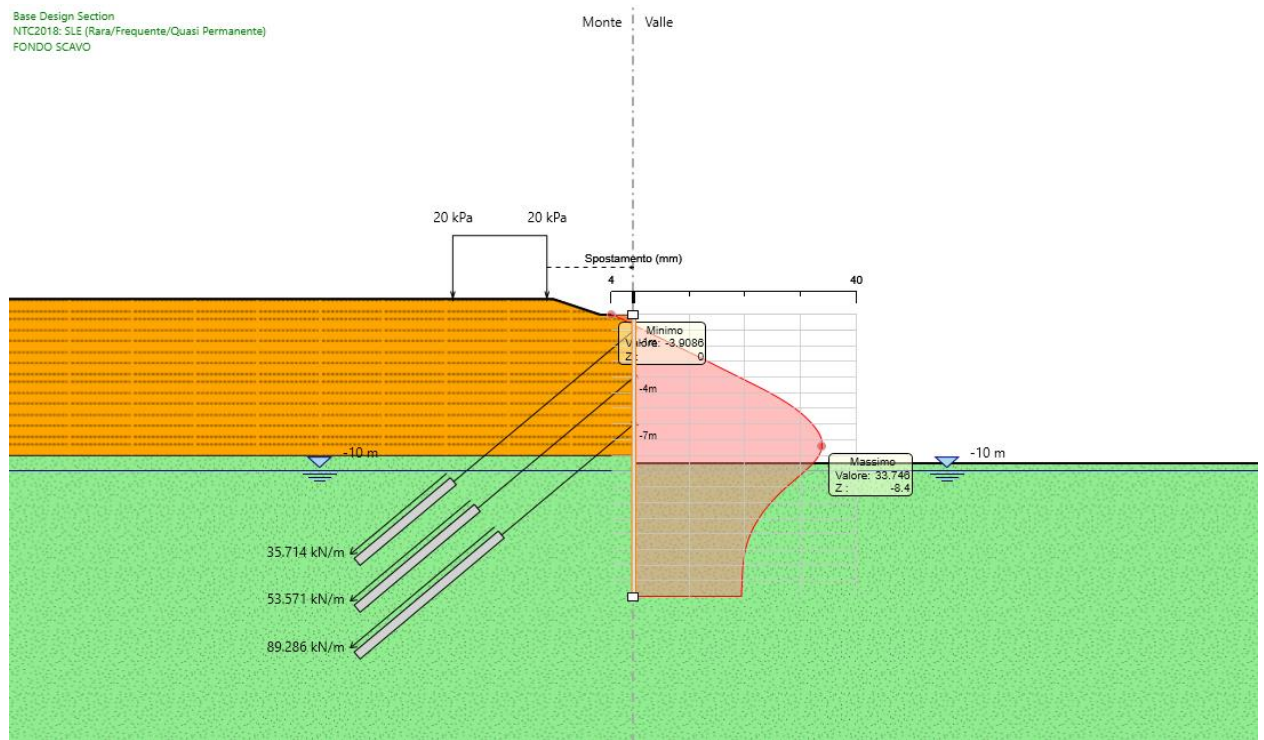 Base Design Section
NTC2018: SLE (Rara/Frequente/Quasi Permanente)
FONDO SCAVO
Monte
Valle
20 kPa
20 kPa
Spostamento (mm)
4
40
Minimo
Valore: -3.9086
Z : 0
-4m
-7m
-10 m
-10 m
Massimo
Valore: 33.746
Z : -8.4
35.714 kN/m
53.571 kN/m
89.286 kN/m